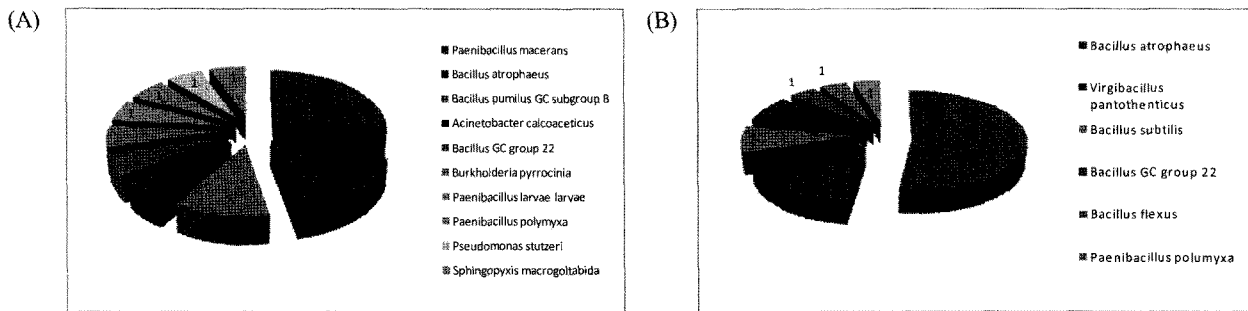 (A)
Paenibacillus macerans
Bacillus atrophaeus
Bacillus pumilus GC subgroup B
Acinetobacter calcoaceticus
Bacillus GC group 22
Burkholderia pyrrocinia
Paenibacillus larvae larvae
Paenibacillus polymyxa
Pseudomonas stutzeri
Sphingopyxis macrogoltabida
1
(B)
Bacillus atrophaeus
Virgibacillus
pantothenticus
Bacillus subtilis
Bacillus GC group 22
Bacillus flexus
Paenibacillus polumyxa
1
1